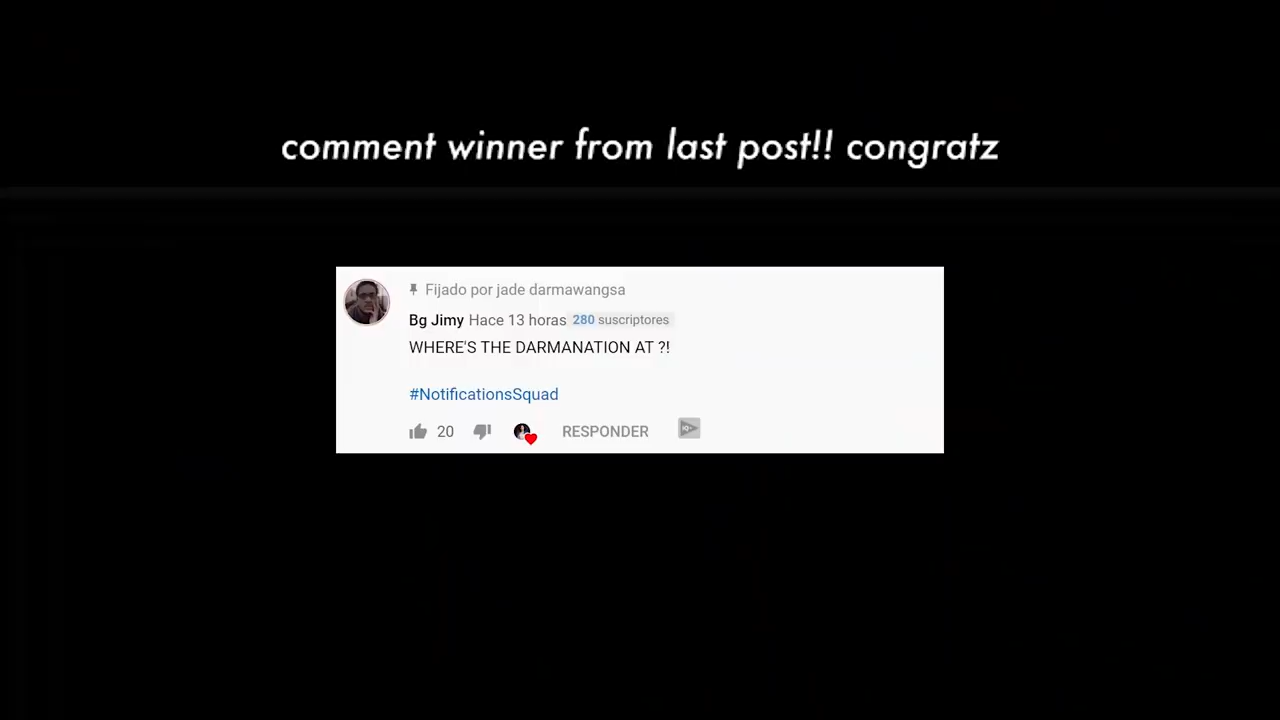 comment winner from last post!! congratz
Fijado por jade darmawangsa
Bg Jimy Hace 13 horas 280 suscriptores
WHERE'S THE DARMANATION AT ?!
#NotificationsSquad
20 RESPONDER